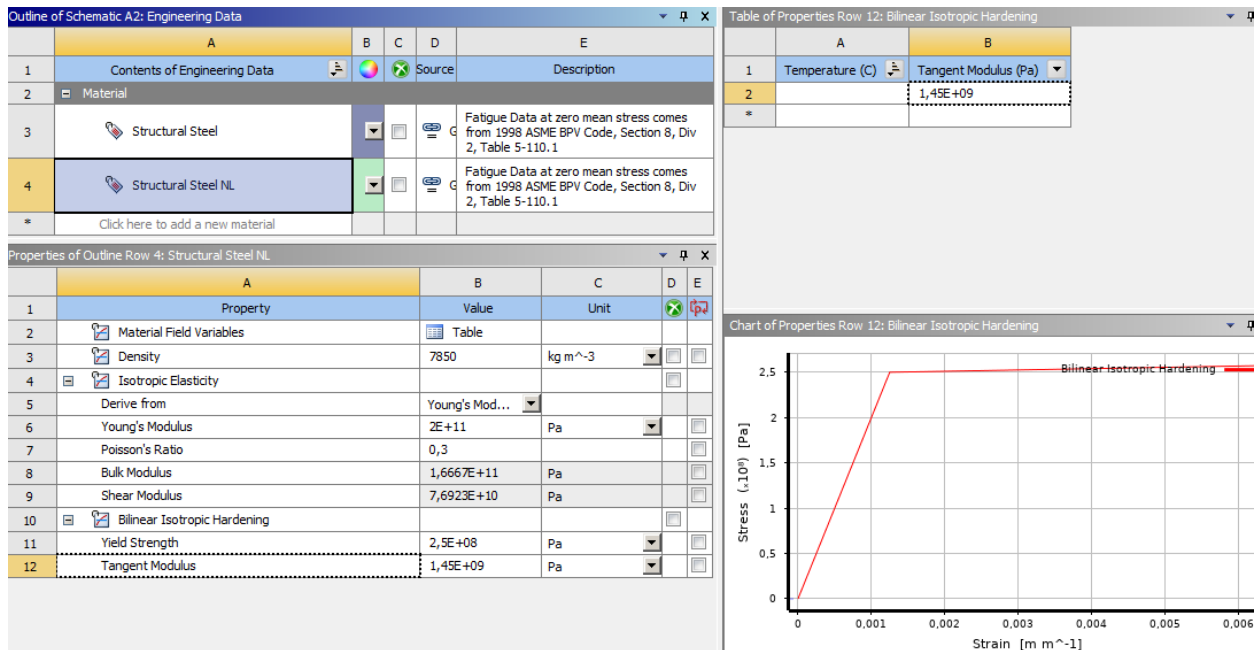 Outline of Schematic A2: Engineering Data
A B C D E
1 Contents of Engineering Data Source Description
2 Material
3 Structural Steel G Fatigue Data at zero mean stress comes
from 1998 ASME BPV Code, Section 8, Div
2, Table 5-110.1
4 Structural Steel NL G Fatigue Data at zero mean stress comes
from 1998 ASME BPV Code, Section 8, Div
2, Table 5-110.1
* Click here to add a new material
Properties of Outline Row 4: Structural Steel NL
A B C D E
1 Property Value Unit
2 Material Field Variables Table
3 Density 7850 kg m^-3
4 Isotropic Elasticity
5 Derive from Young's Mod...
6 Young's Modulus 2E+11 Pa
7 Poisson's Ratio 0,3
8 Bulk Modulus 1,6667E+11 Pa
9 Shear Modulus 7,6923E+10 Pa
10 Bilinear Isotropic Hardening
11 Yield Strength 2,5E+08 Pa
12 Tangent Modulus 1,45E+09 Pa
Table of Properties Row 12: Bilinear Isotropic Hardening
A B
1 Temperature (C) Tangent Modulus (Pa)
2 1,45E+09
*
Chart of Properties Row 12: Bilinear Isotropic Hardening
Bilinear Isotropic Hardening
Stress (x10⁸) [Pa]
2,5
2
1,5
1
0,5
0
0 0,001 0,002 0,003 0,004 0,005 0,006
Strain [m m^-1]